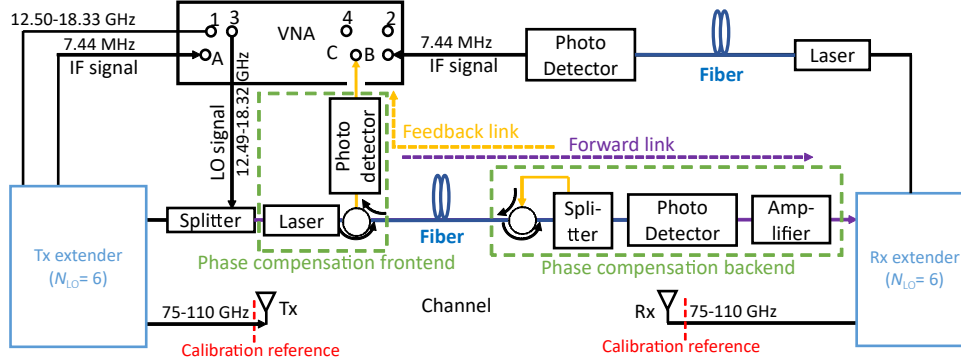 12.50-18.33 GHz
1
3
VNA
4
2
7.44 MHz
IF signal
A
C
B
7.44 MHz
IF signal
Photo
Detector
Fiber
Laser
LO signal
12.49-18.32 GHz
Photo
detector
Feedback link
Forward link
Tx extender
(NLO= 6)
Splitter
Laser
Fiber
Spli-
tter
Photo
Detector
Amp-
lifier
Rx extender
(NLO= 6)
Phase compensation frontend
Phase compensation backend
75-110 GHz
Tx
Channel
Rx
75-110 GHz
Calibration reference
Calibration reference